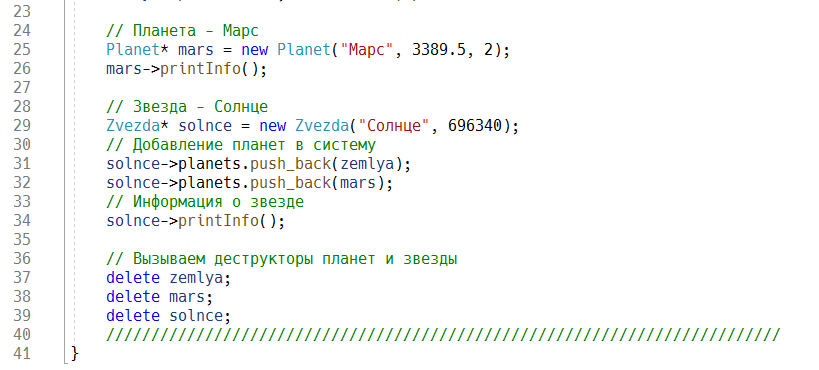 23
24 // Планета – Марс
25 Planet* mars = new Planet("Марс", 3389.5, 2);
26 mars->printInfo();
27
28 // Звезда – Солнце
29 Zvezda* solnce = new Zvezda("Солнце", 696340);
30 // Добавление планет в систему
31 solnce->planets.push_back(zemlya);
32 solnce->planets.push_back(mars);
33 // Информация о звезде
34 solnce->printInfo();
35
36 // Вызываем деструкторы планет и звезды
37 delete zemlya;
38 delete mars;
39 delete solnce;
40 ///////////////////////////////////////////////////////////////////////////
41 }